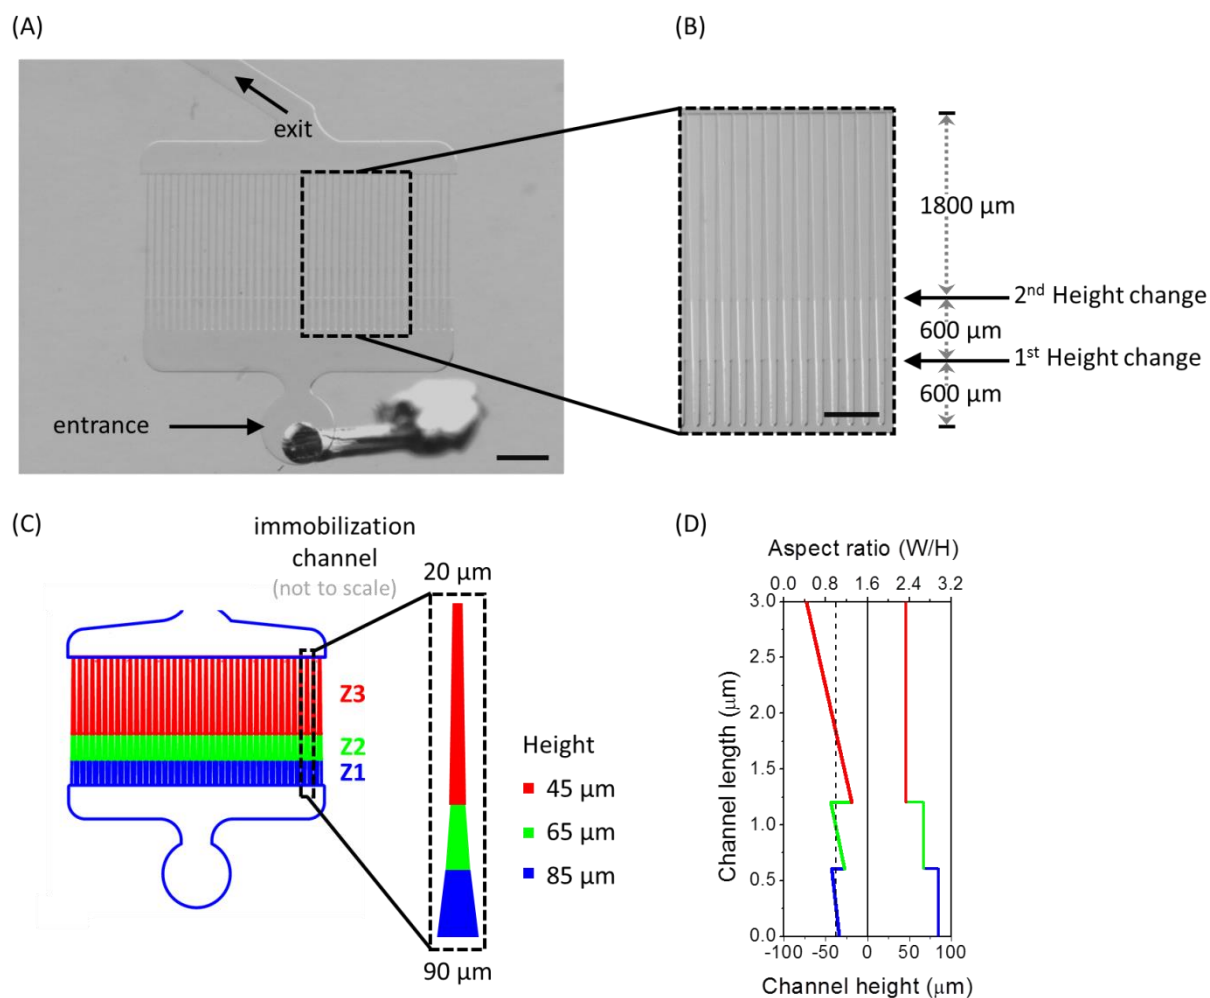 (A)
exit
entrance
(B)
1800 μm
2nd Height change
600 μm
1st Height change
600 μm
(C)
immobilization
channel
(not to scale)
20 μm
Z3
Z2
Z1
90 μm
Height
45 μm
65 μm
85 μm
(D)
Aspect ratio (W/H)
0.0 0.8 1.6 2.4 3.2
Channel length (μm)
3.0
2.5
2.0
1.5
1.0
0.5
0.0
-100 -50 0 50 100
Channel height (μm)